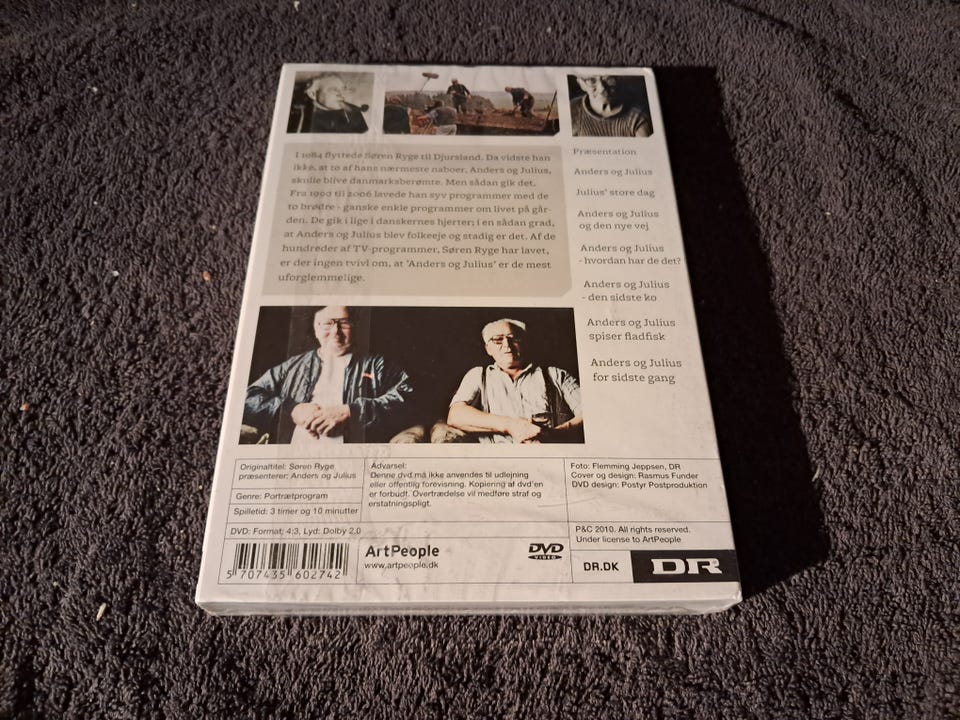 I 1984 flyttede Søren Ryge til Djursland. Da vidste han
ikke, at to af hans nærmeste naboer, Anders og Julius,
skulle blive danmarksberømte. Men sådan gik det.
Fra 1990 til 2006 lavede han syv programmer med de
to brødre - ganske enkle programmer om livet på går-
den. De gik i lige i danskernes hjerter; i en sådan grad,
at Anders og Julius blev folkeeje og stadig er det. Af de
hundreder af TV-programmer, Søren Ryge har lavet,
er der ingen tvivl om, at 'Anders og Julius' er de mest
uforglemmelige.
Præsentation
Anders og Julius
Julius' store dag
Anders og Julius
og den nye vej
Anders og Julius
- hvordan har de det?
Anders og Julius
- den sidste ko
Anders og Julius
spiser fladfisk
Anders og Julius
for sidste gang
Originaltitel: Søren Ryge
præsenterer: Anders og Julius
Genre: Portrætprogram
Spilletid: 3 timer og 10 minutter
DVD: Format: 4:3, Lyd: Dolby 2.0
Advarsel:
Denne dvd må ikke anvendes til udlejning
eller offentlig forevisning. Kopiering af dvd'en
er forbudt. Overtrædelse vil medføre straf og
erstatningspligt.
Foto: Flemming Jeppsen, DR
Cover og design: Rasmus Funder
DVD design: Postyr Postproduktion
P&C 2010. All rights reserved.
Under license to ArtPeople
5 707435 602742
ArtPeople
www.artpeople.dk
DVD
VIDEO
DR.DK
DR